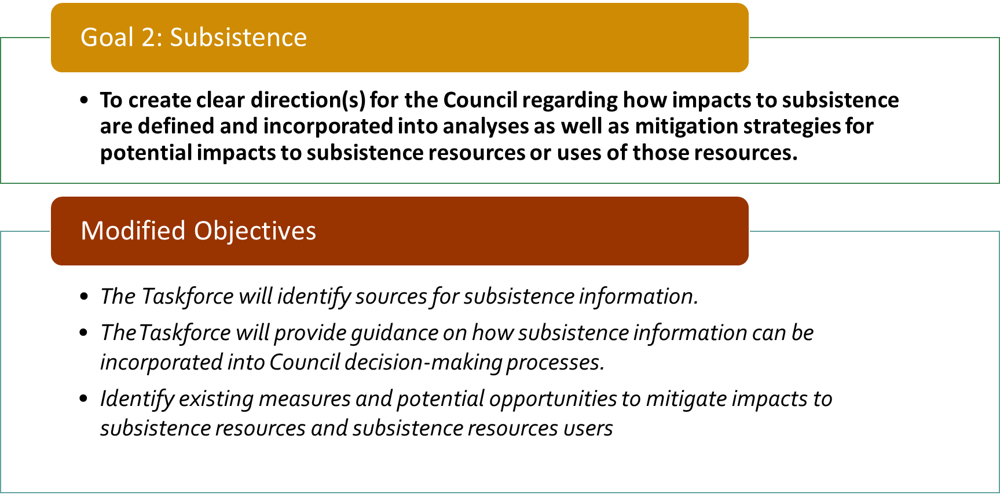 Goal 2: Subsistence
• To create clear direction(s) for the Council regarding how impacts to subsistence
are defined and incorporated into analyses as well as mitigation strategies for
potential impacts to subsistence resources or uses of those resources.
Modified Objectives
• The Taskforce will identify sources for subsistence information.
• The Taskforce will provide guidance on how subsistence information can be
incorporated into Council decision-making processes.
• Identify existing measures and potential opportunities to mitigate impacts to
subsistence resources and subsistence resources users